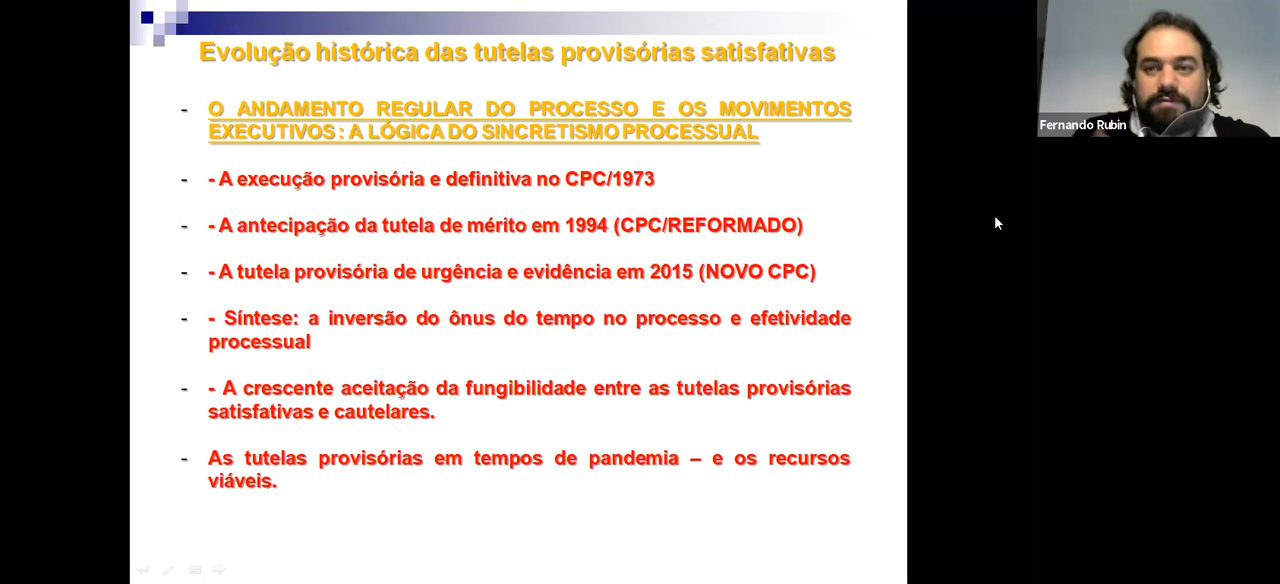 Evolução histórica das tutelas provisórias satisfativas
- O ANDAMENTO REGULAR DO PROCESSO E OS MOVIMENTOS
EXECUTIVOS : A LÓGICA DO SINCRETISMO PROCESSUAL
- - A execução provisória e definitiva no CPC/1973
- - A antecipação da tutela de mérito em 1994 (CPC/REFORMADO)
- - A tutela provisória de urgência e evidência em 2015 (NOVO CPC)
- - Síntese: a inversão do ônus do tempo no processo e efetividade
processual
- - A crescente aceitação da fungibilidade entre as tutelas provisórias
satisfativas e cautelares.
- As tutelas provisórias em tempos de pandemia – e os recursos
viáveis.
Fernando Rubin